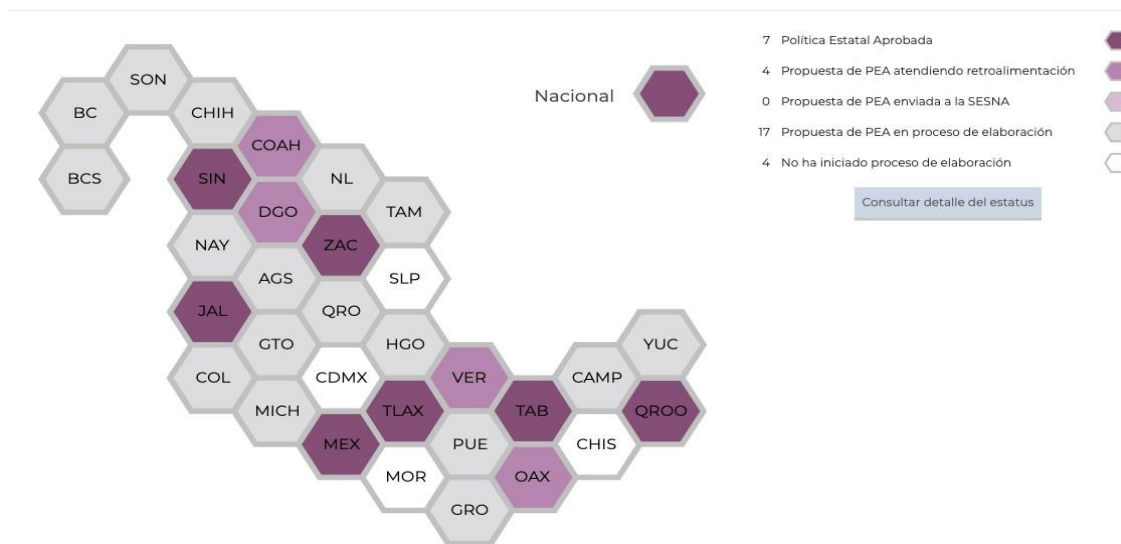 SON
BC
CHIH
COAH
BCS
SIN
NL
DGO
TAM
NAY
ZAC
AGS
SLP
JAL
QRO
GTO
HGO
YUC
COL
CDMX
VER
CAMP
MICH
TLAX
TAB
QROO
MEX
PUE
CHIS
MOR
OAX
GRO
Nacional
7 Política Estatal Aprobada
4 Propuesta de PEA atendiendo retroalimentación
0 Propuesta de PEA enviada a la SESNA
17 Propuesta de PEA en proceso de elaboración
4 No ha iniciado proceso de elaboración
Consultar detalle del estatus